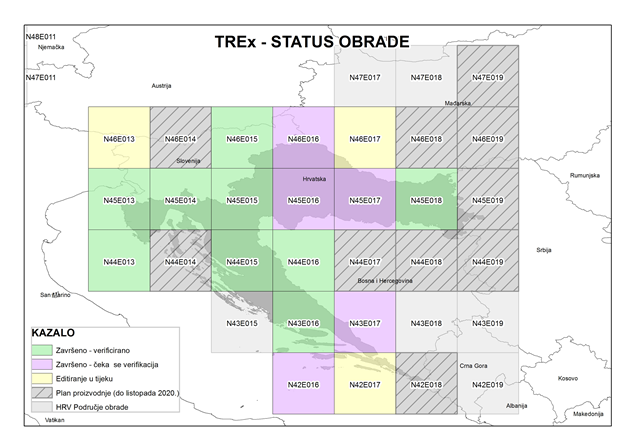 N48E011
Njemačka
TREx - STATUS OBRADE
N47E011
N47E017 N47E018 N47E019
Austrija
Mađarska
N46E013 N46E014 N46E015 N46E016 N46E017 N46E018 N46E019
Slovenija
Hrvatska
Rumunjska
N45E013 N45E014 N45E015 N45E016 N45E017 N45E018 N45E019
Srbija
N44E013 N44E014 N44E015 N44E016 N44E017 N44E018 N44E019
Bosna i Hercegovina
San Marino
N43E015 N43E016 N43E017 N43E018 N43E019
KAZALO
Završeno - verificirano
Završeno - čeka se verifikacija
Editiranje u tijeku
Plan proizvodnje (do listopada 2020.)
HRV Područje obrade
Crna Gora
Kosovo
N42E016 N42E017 N42E018 N42E019
Albanija
Makedonija
Vatikan